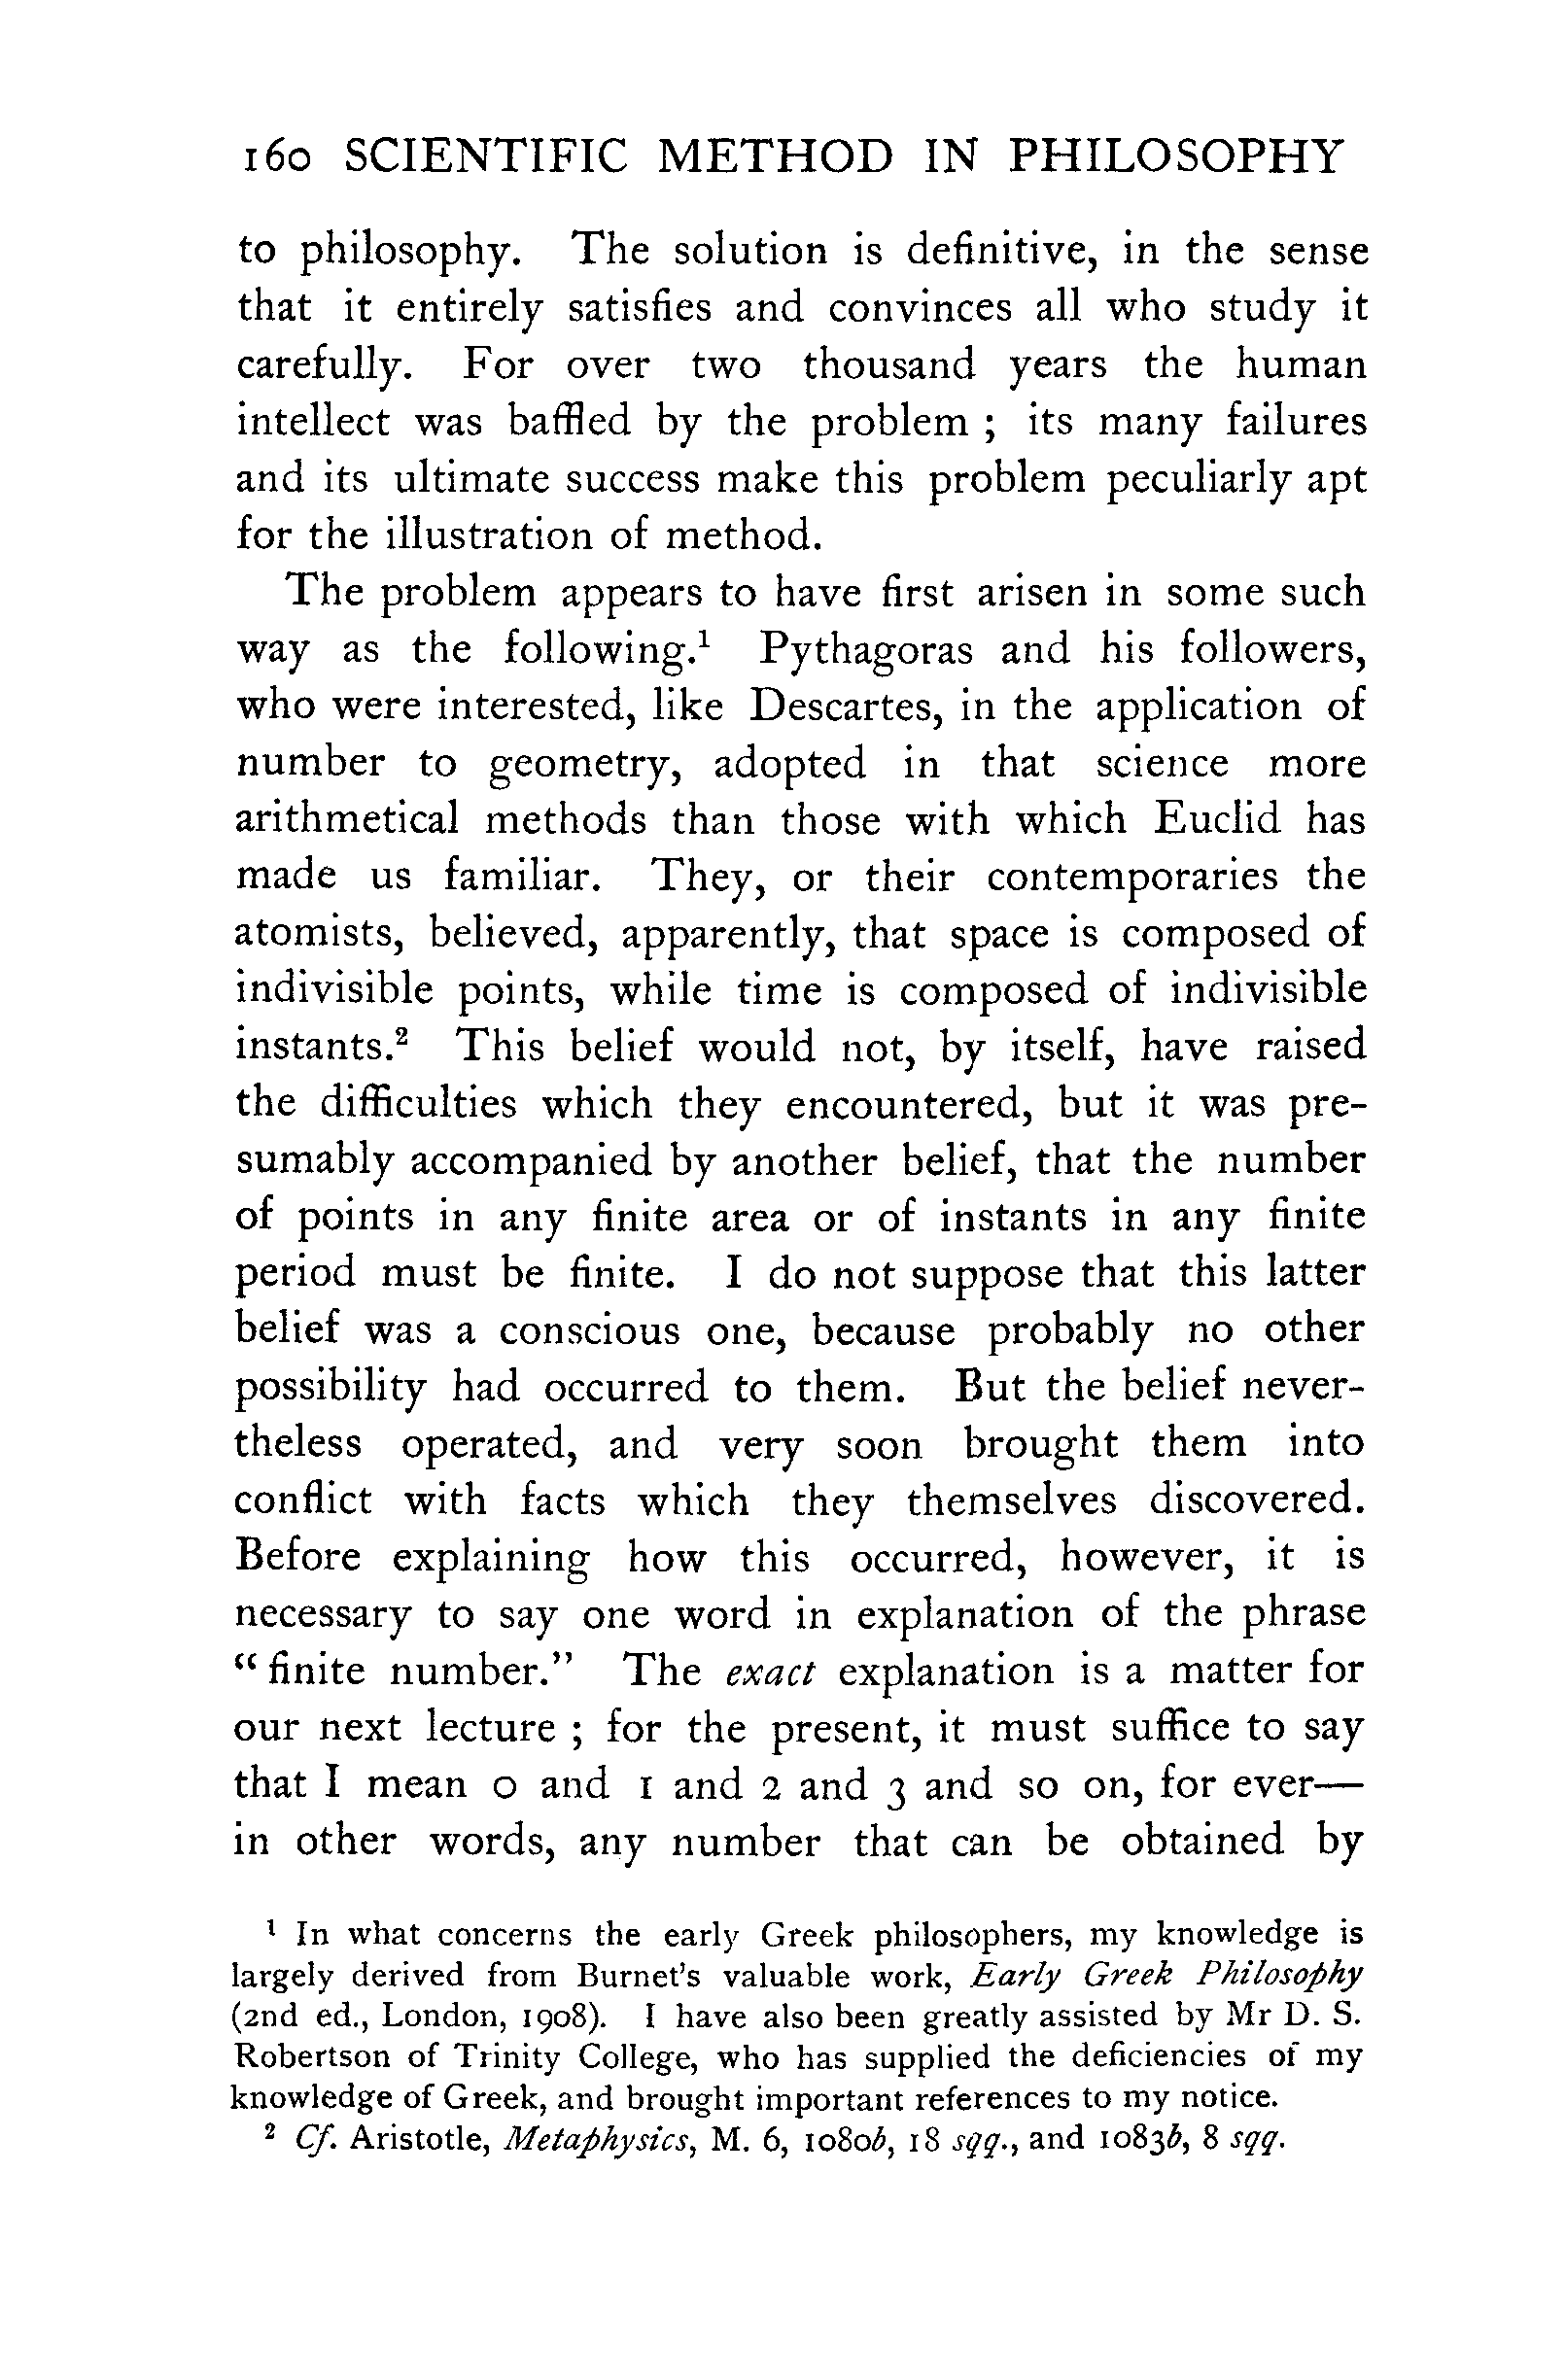 160 SCIENTIFIC METHOD IN PHILOSOPHY
to philosophy. The solution is definitive, in the sense
that it entirely satisfies and convinces all who study it
carefully. For over two thousand years the human
intellect was baffled by the problem ; its many failures
and its ultimate success make this problem peculiarly apt
for the illustration of method.
The problem appears to have first arisen in some such
way as the following.¹ Pythagoras and his followers,
who were interested, like Descartes, in the application of
number to geometry, adopted in that science more
arithmetical methods than those with which Euclid has
made us familiar. They, or their contemporaries the
atomists, believed, apparently, that space is composed of
indivisible points, while time is composed of indivisible
instants.² This belief would not, by itself, have raised
the difficulties which they encountered, but it was pre-
sumably accompanied by another belief, that the number
of points in any finite area or of instants in any finite
period must be finite. I do not suppose that this latter
belief was a conscious one, because probably no other
possibility had occurred to them. But the belief never-
theless operated, and very soon brought them into
conflict with facts which they themselves discovered.
Before explaining how this occurred, however, it is
necessary to say one word in explanation of the phrase
“finite number.” The exact explanation is a matter for
our next lecture ; for the present, it must suffice to say
that I mean 0 and 1 and 2 and 3 and so on, for ever—
in other words, any number that can be obtained by
¹ In what concerns the early Greek philosophers, my knowledge is
largely derived from Burnet’s valuable work, Early Greek Philosophy
(2nd ed., London, 1908). I have also been greatly assisted by Mr D. S.
Robertson of Trinity College, who has supplied the deficiencies of my
knowledge of Greek, and brought important references to my notice.
² Cf. Aristotle, Metaphysics, M. 6, 1080b, 18 sqq., and 1083b, 8 sqq.